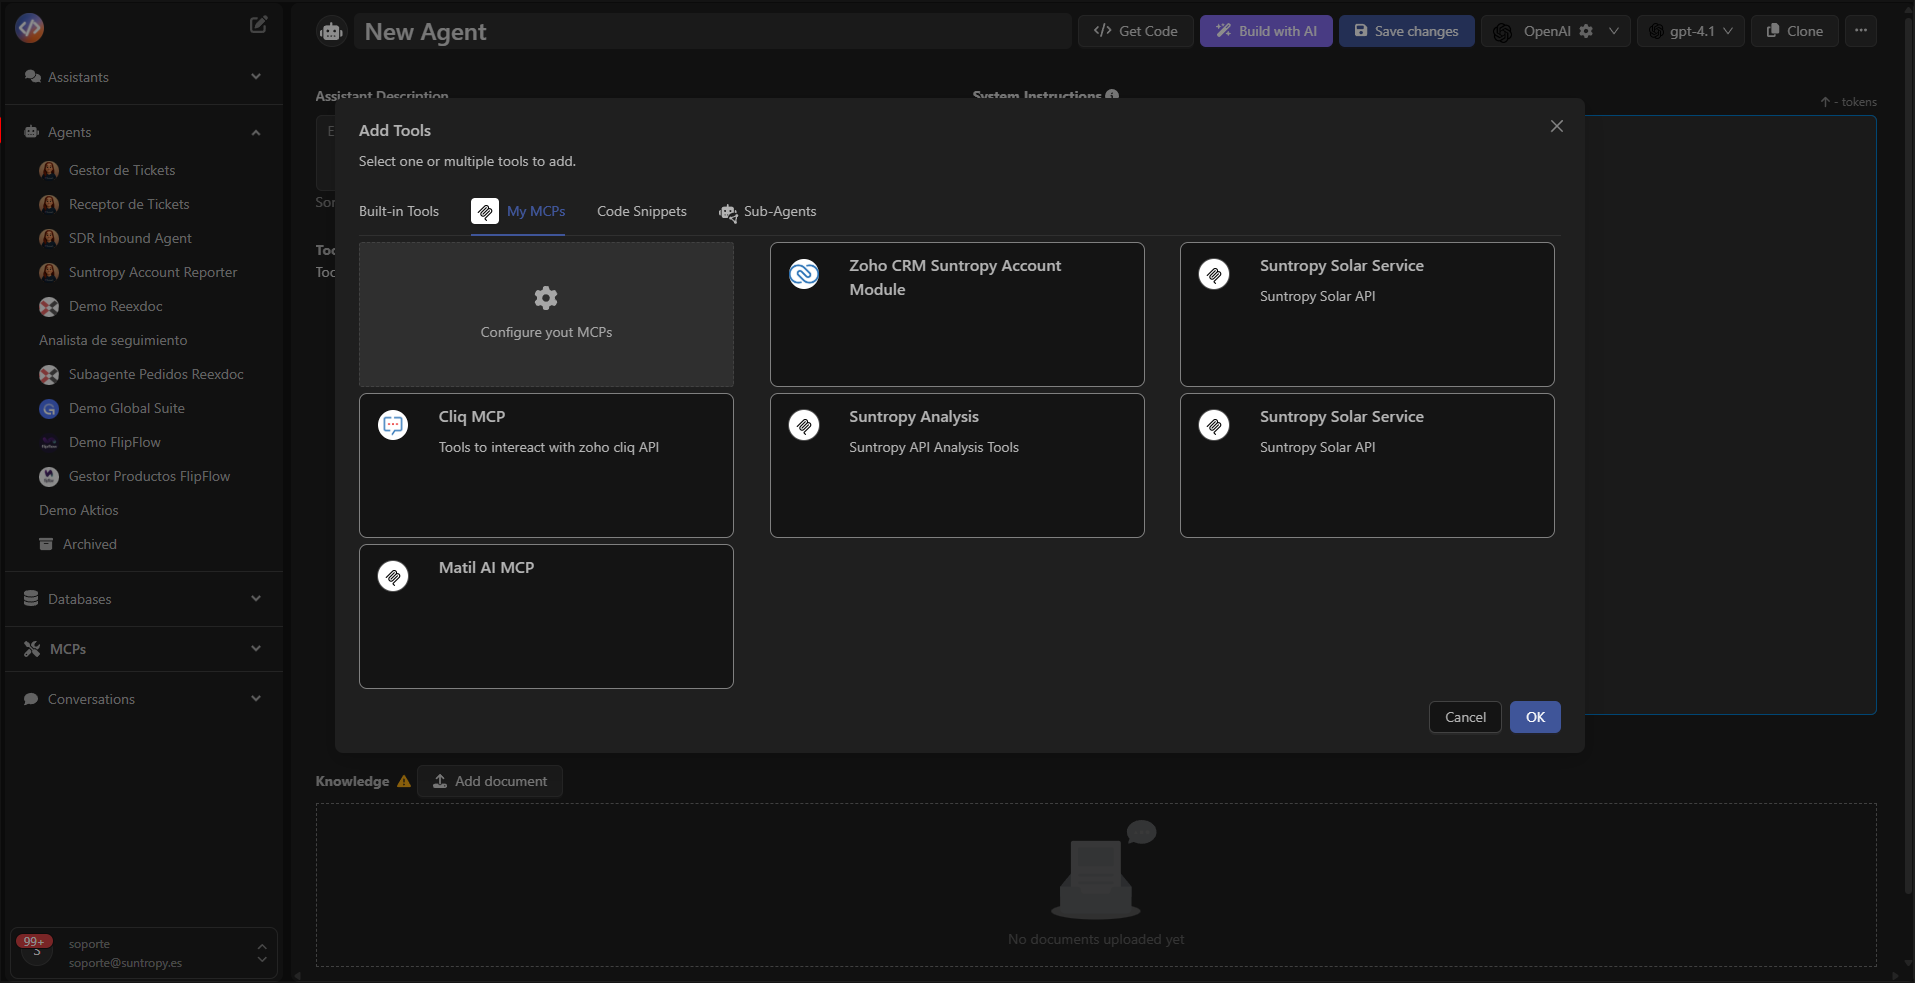 Assistants
Agents
Gestor de Tickets
Receptor de Tickets
SDR Inbound Agent
Suntropy Account Reporter
Demo Reexdoc
Analista de seguimiento
Subagente Pedidos Reexdoc
Demo Global Suite
Demo FlipFlow
Gestor Productos FlipFlow
Demo Aktios
Archived
Databases
MCPs
Conversations
99+
S
soporte
soporte@suntropy.es
New Agent
Get Code
Build with AI
Save changes
OpenAI
gpt-4.1
Clone
Assistant Description
System Instructions
- tokens
Add Tools
Select one or multiple tools to add.
Built-in Tools
My MCPs
Code Snippets
Sub-Agents
Configure yout MCPs
Zoho CRM Suntropy Account
Module
Suntropy Solar Service
Suntropy Solar API
Cliq MCP
Tools to intereact with zoho cliq API
Suntropy Analysis
Suntropy API Analysis Tools
Suntropy Solar Service
Suntropy Solar API
Matil AI MCP
Cancel
OK
Knowledge
Add document
No documents uploaded yet